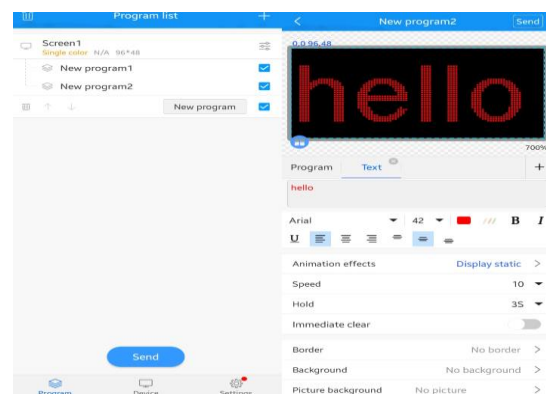 Program list
Screen1
Single color N/A 96*48
New program1
New program2
New program
Send
Program
Device
Settings
New program2
Send
0,0 96,48
hello
700%
Program
Text
hello
Arial
42
B
I
U
Animation effects
Display static
Speed
10
Hold
35
Immediate clear
Border
No border
Background
No background
Picture background
No picture